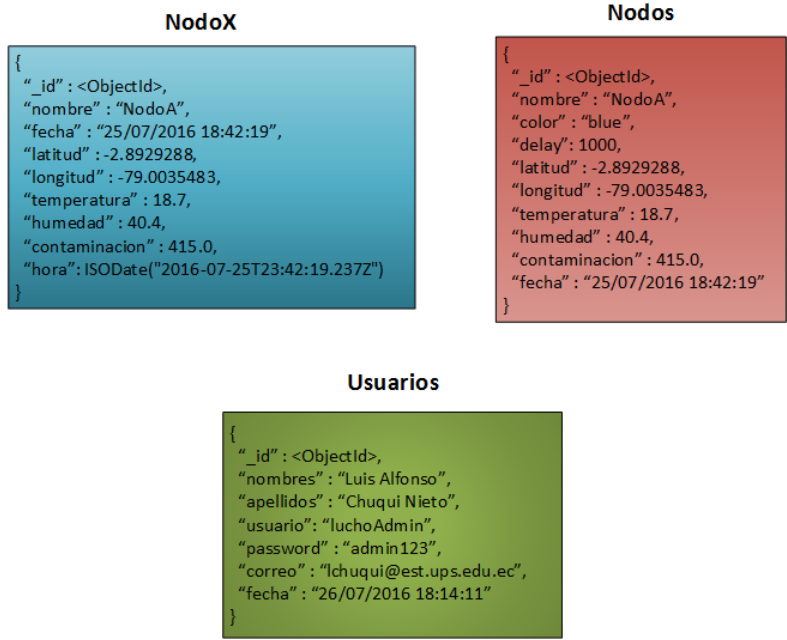 NodoX
{
“_id” : <ObjectId>,
“nombre” : “NodoA”,
“fecha” : “25/07/2016 18:42:19”,
“latitud” : -2.8929288,
“longitud” : -79.0035483,
“temperatura” : 18.7,
“humedad” : 40.4,
“contaminacion” : 415.0,
“hora”: ISODate("2016-07-25T23:42:19.237Z")
}
Nodos
{
“_id” : <ObjectId>,
“nombre” : “NodoA”,
“color” : “blue”,
“delay”: 1000,
“latitud” : -2.8929288,
“longitud” : -79.0035483,
“temperatura” : 18.7,
“humedad” : 40.4,
“contaminacion” : 415.0,
“fecha” : “25/07/2016 18:42:19”
}
Usuarios
{
“_id” : <ObjectId>,
“nombres” : “Luis Alfonso”,
“apellidos” : “Chuqui Nieto”,
“usuario”: “luchoAdmin”,
“password” : “admin123”,
“correo” : “lchuqui@est.ups.edu.ec”,
“fecha” : “26/07/2016 18:14:11”
}